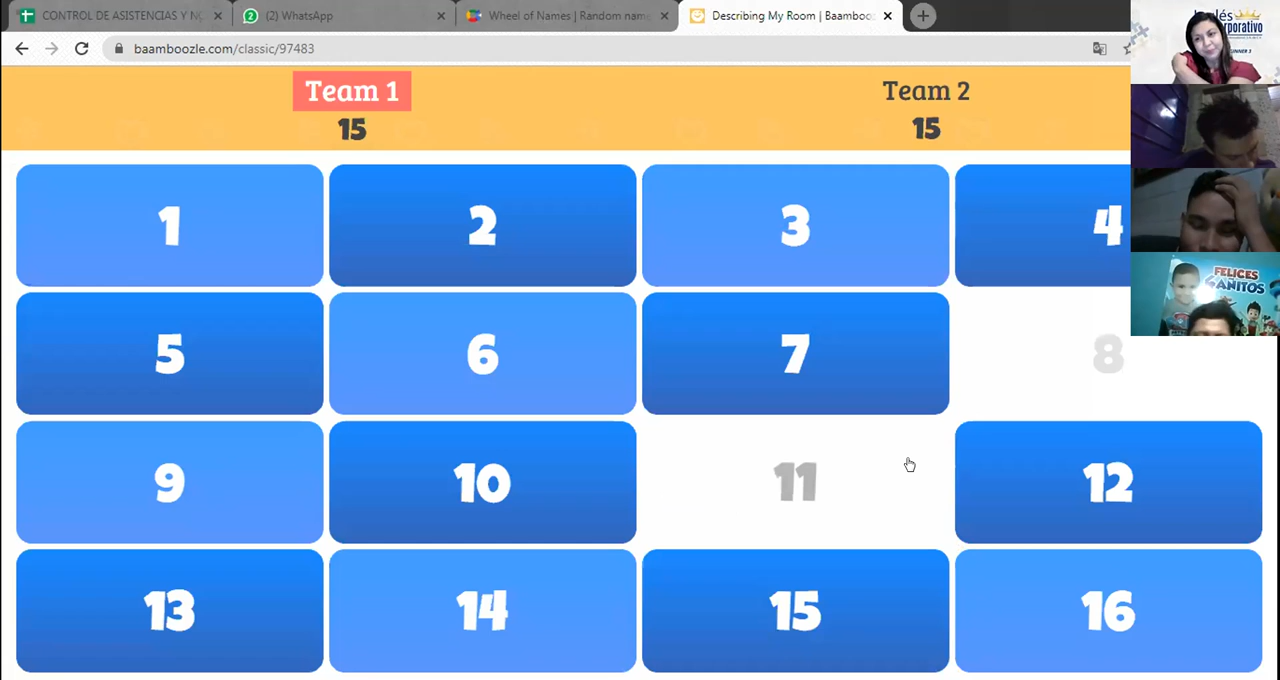 CONTROL DE ASISTENCIAS Y NO
(2) WhatsApp
Wheel of Names | Random name
Describing My Room | Baamboo
baamboozle.com/classic/97483
Team 1
15
Team 2
15
1
2
3
4
5
6
7
8
9
10
11
12
13
14
15
16
FELICES
AÑITOS